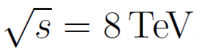 √s = 8 TeV